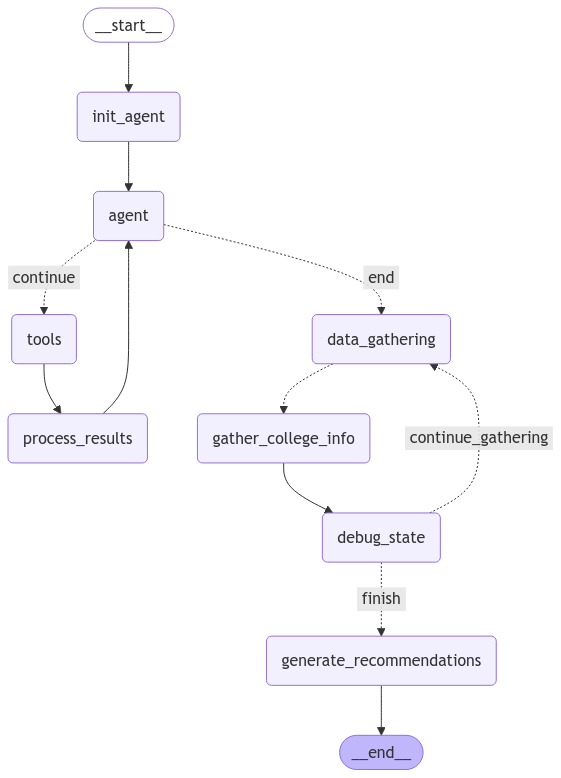 __start__
init_agent
agent
continue
end
tools
data_gathering
process_results
gather_college_info
continue_gathering
debug_state
finish
generate_recommendations
__end__